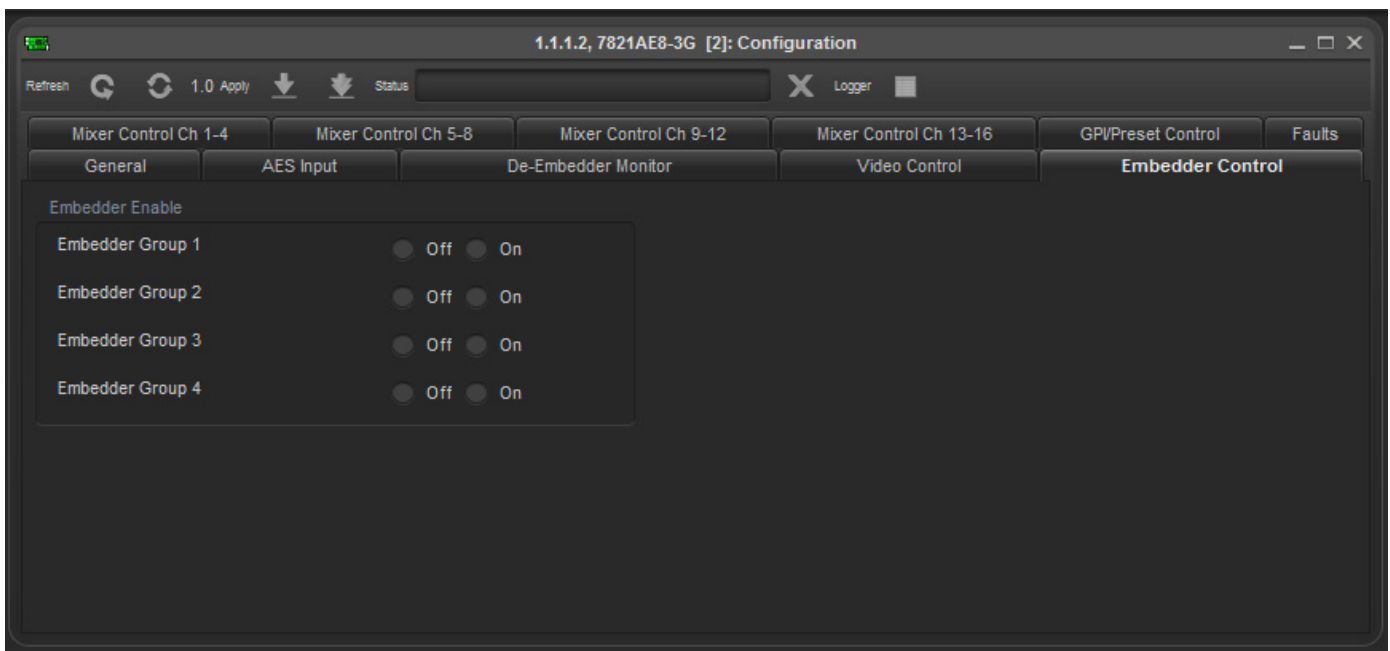 1.1.1.2, 7821AE8-3G [2]: Configuration
Refresh 1.0 Apply Status Logger
Mixer Control Ch 1-4 Mixer Control Ch 5-8 Mixer Control Ch 9-12 Mixer Control Ch 13-16 GPI/Preset Control Faults
General AES Input De-Embedder Monitor Video Control Embedder Control
Embedder Enable
Embedder Group 1 Off On
Embedder Group 2 Off On
Embedder Group 3 Off On
Embedder Group 4 Off On